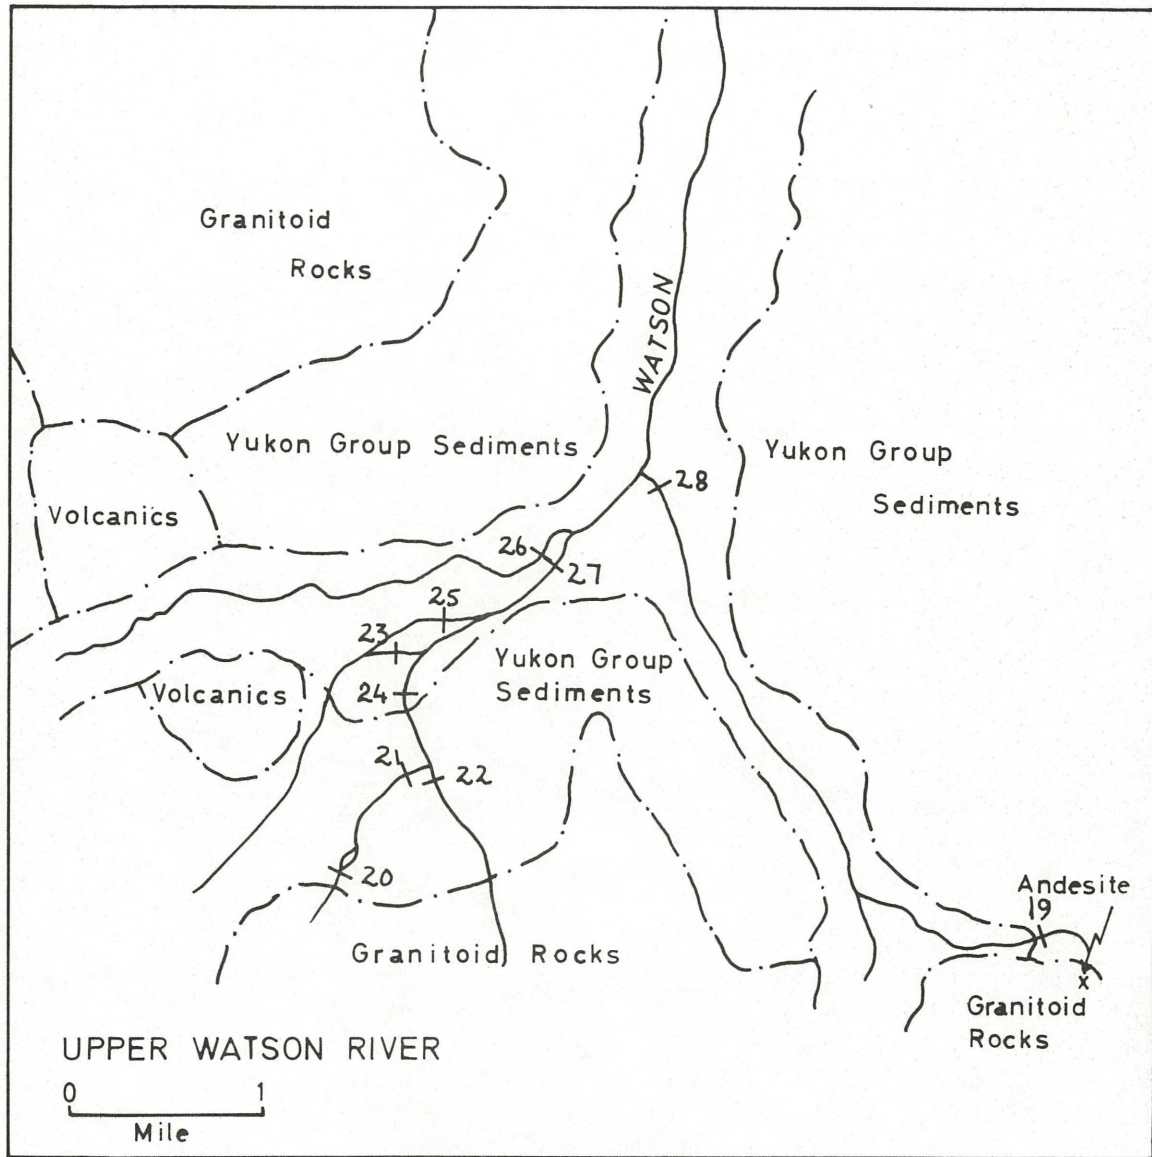 Granitoid
Rocks
WATSON
Yukon Group Sediments
Yukon Group
Sediments
28
Volcanics
26
27
25
23
Yukon Group
Sediments
Volcanics
24
21
22
20
Andesite
19
Granitoid Rocks
x
Granitoid
Rocks
UPPER WATSON RIVER
0 1
Mile